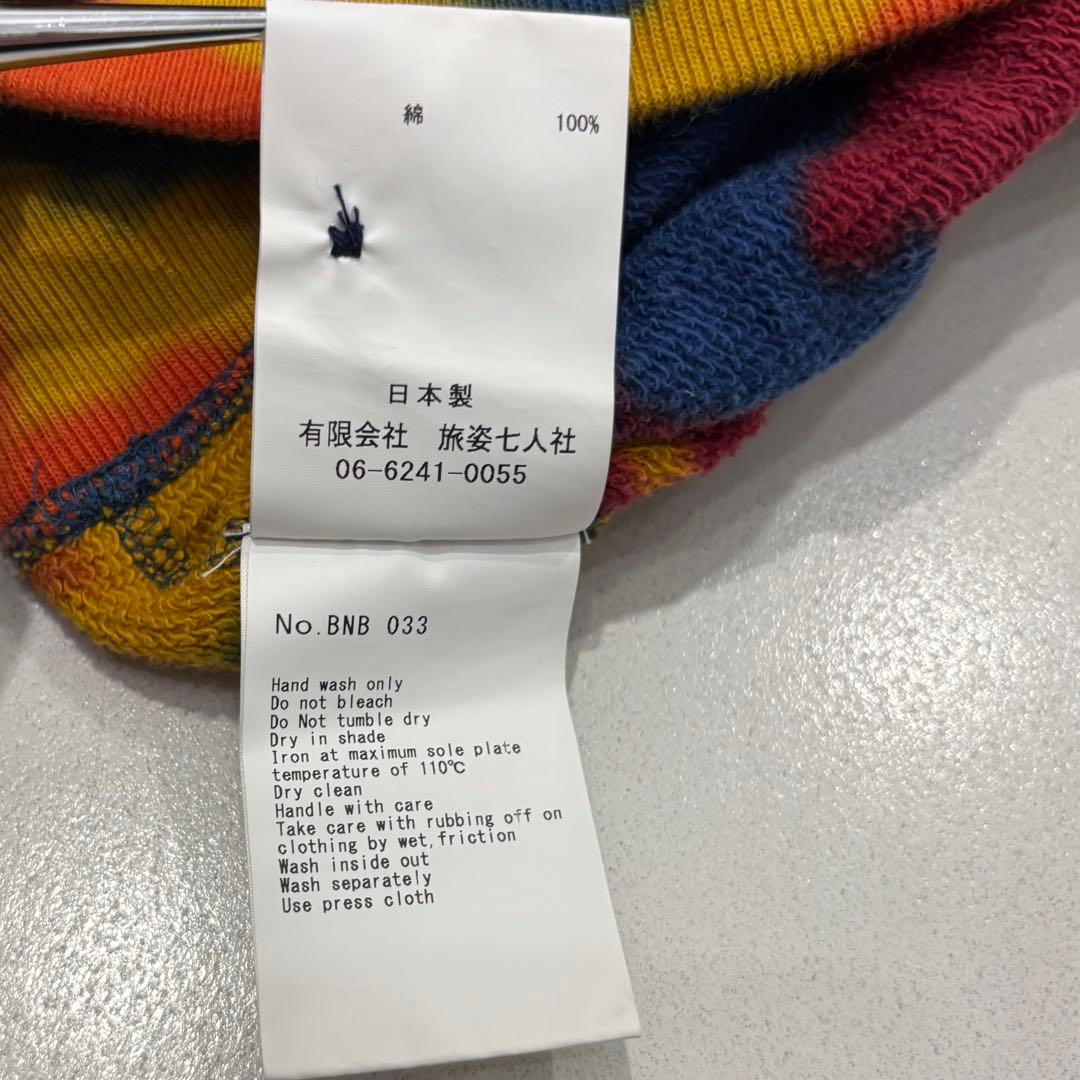 綿 100%
日本製
有限会社 旅姿七人社
06-6241-0055
No.BNB 033
Hand wash only
Do not bleach
Do Not tumble dry
Dry in shade
Iron at maximum sole plate
temperature of 110℃
Dry clean
Handle with care
Take care with rubbing off on
clothing by wet,friction
Wash inside out
Wash separately
Use press cloth